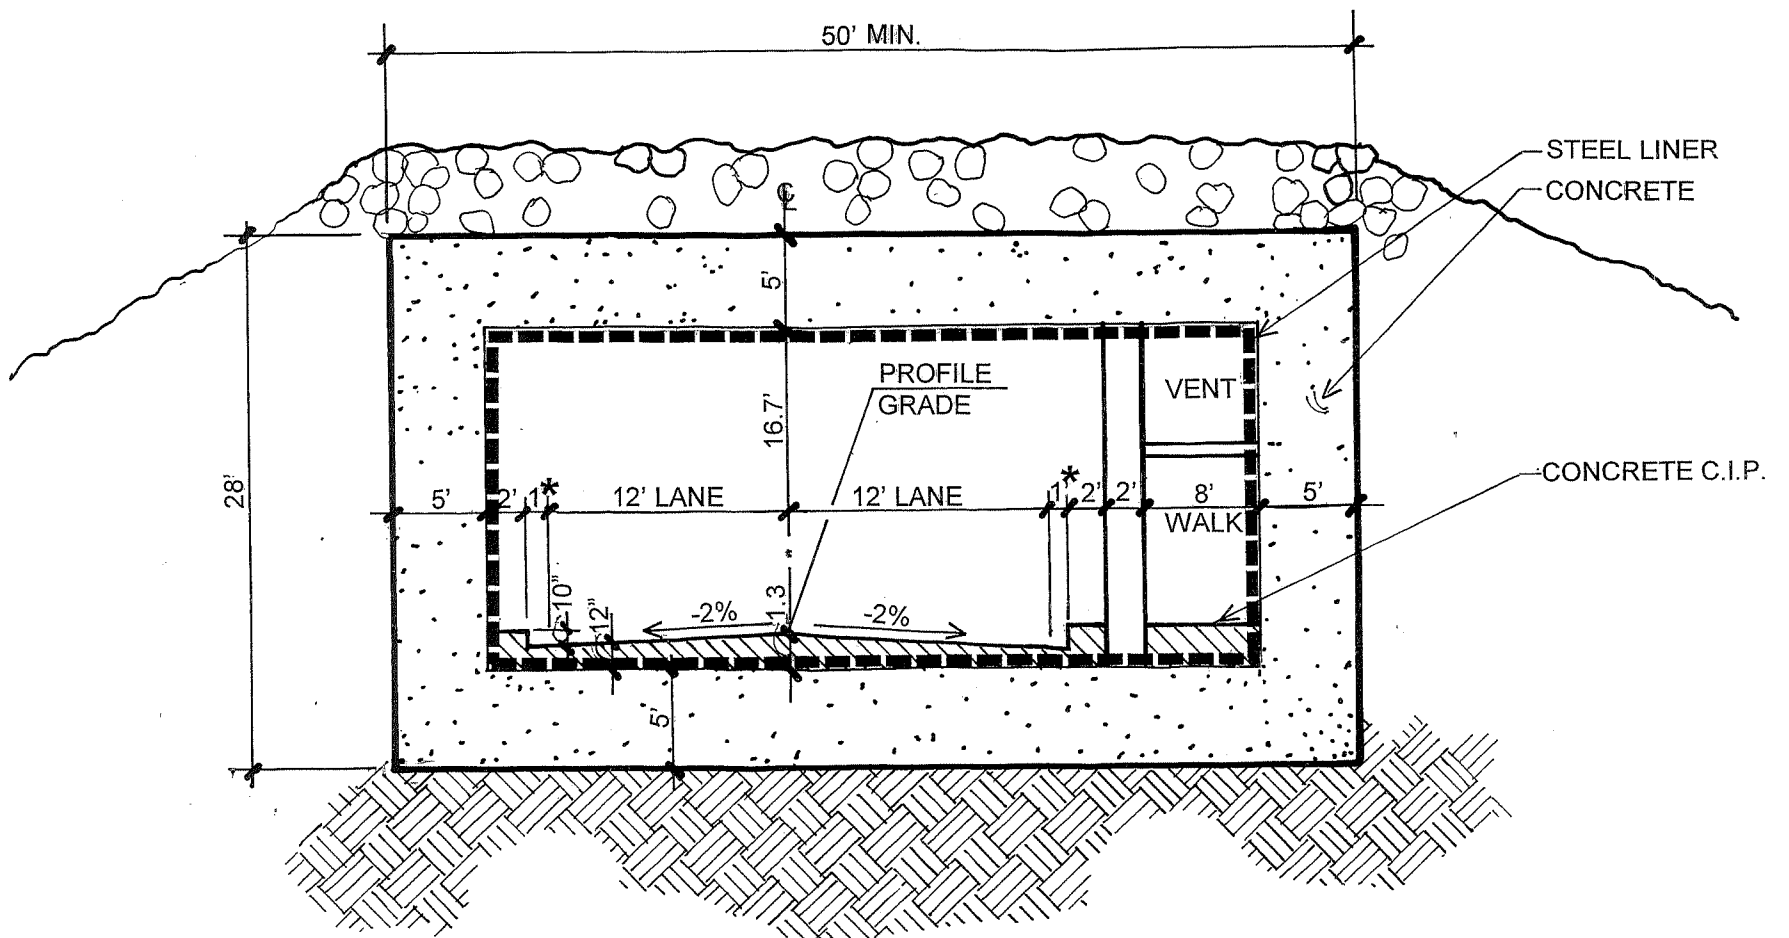 50' MIN.
STEEL LINER
CONCRETE
℄
5'
PROFILE
GRADE
VENT
16.7'
CONCRETE C.I.P.
28'
5' 2' 1'* 12' LANE 12' LANE 1'* 2' 2' 8' 5'
WALK
10"
12"
-2% 1.3 -2%
5'